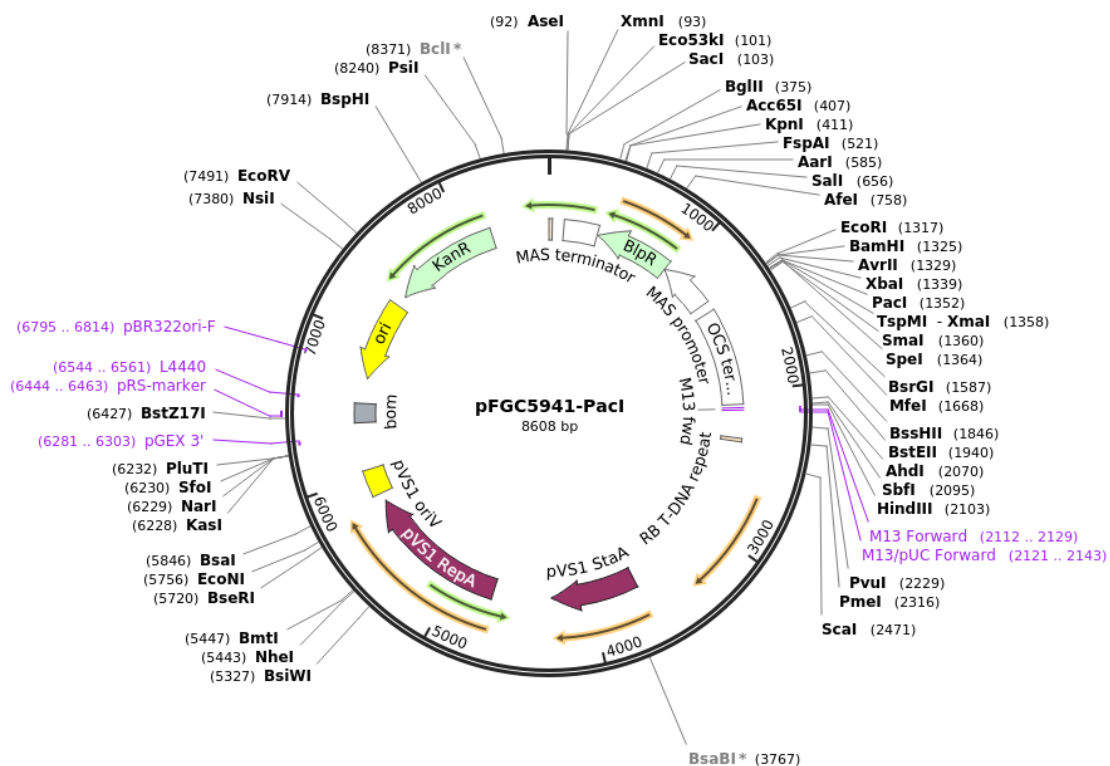 (92) AseI
XmnI (93)
Eco53kI (101)
SacI (103)
BglII (375)
Acc65I (407)
KpnI (411)
FspAI (521)
AarI (585)
SalI (656)
AfeI (758)
EcoRI (1317)
BamHI (1325)
AvrII (1329)
XbaI (1339)
PacI (1352)
TspMI - XmaI (1358)
SmaI (1360)
SpeI (1364)
BsrGI (1587)
MfeI (1668)
BssHII (1846)
BstEII (1940)
AhdI (2070)
SbfI (2095)
HindIII (2103)
M13 Forward (2112 .. 2129)
M13/pUC Forward (2121 .. 2143)
PvuI (2229)
PmeI (2316)
ScaI (2471)
BsaBI* (3767)
(5327) BsiWI
(5443) NheI
(5447) BmtI
(5720) BseRI
(5756) EcoNI
(5846) BsaI
(6228) KasI
(6229) NarI
(6230) SfoI
(6232) PluTI
(6281 .. 6303) pGEX 3'
(6427) BstZ17I
(6444 .. 6463) pRS-marker
(6544 .. 6561) L4440
(6795 .. 6814) pBR322ori-F
(7380) NsiI
(7491) EcoRV
(7914) BspHI
(8240) PsiI
(8371) BclI*
1000
2000
3000
4000
5000
6000
7000
8000
MAS terminator
BlpR
MAS promoter
OCS ter...
M13 fwd
RB T-DNA repeat
pVS1 StaA
pVS1 RepA
pVS1 oriV
bom
ori
KanR
pFGC5941-PacI
8608 bp